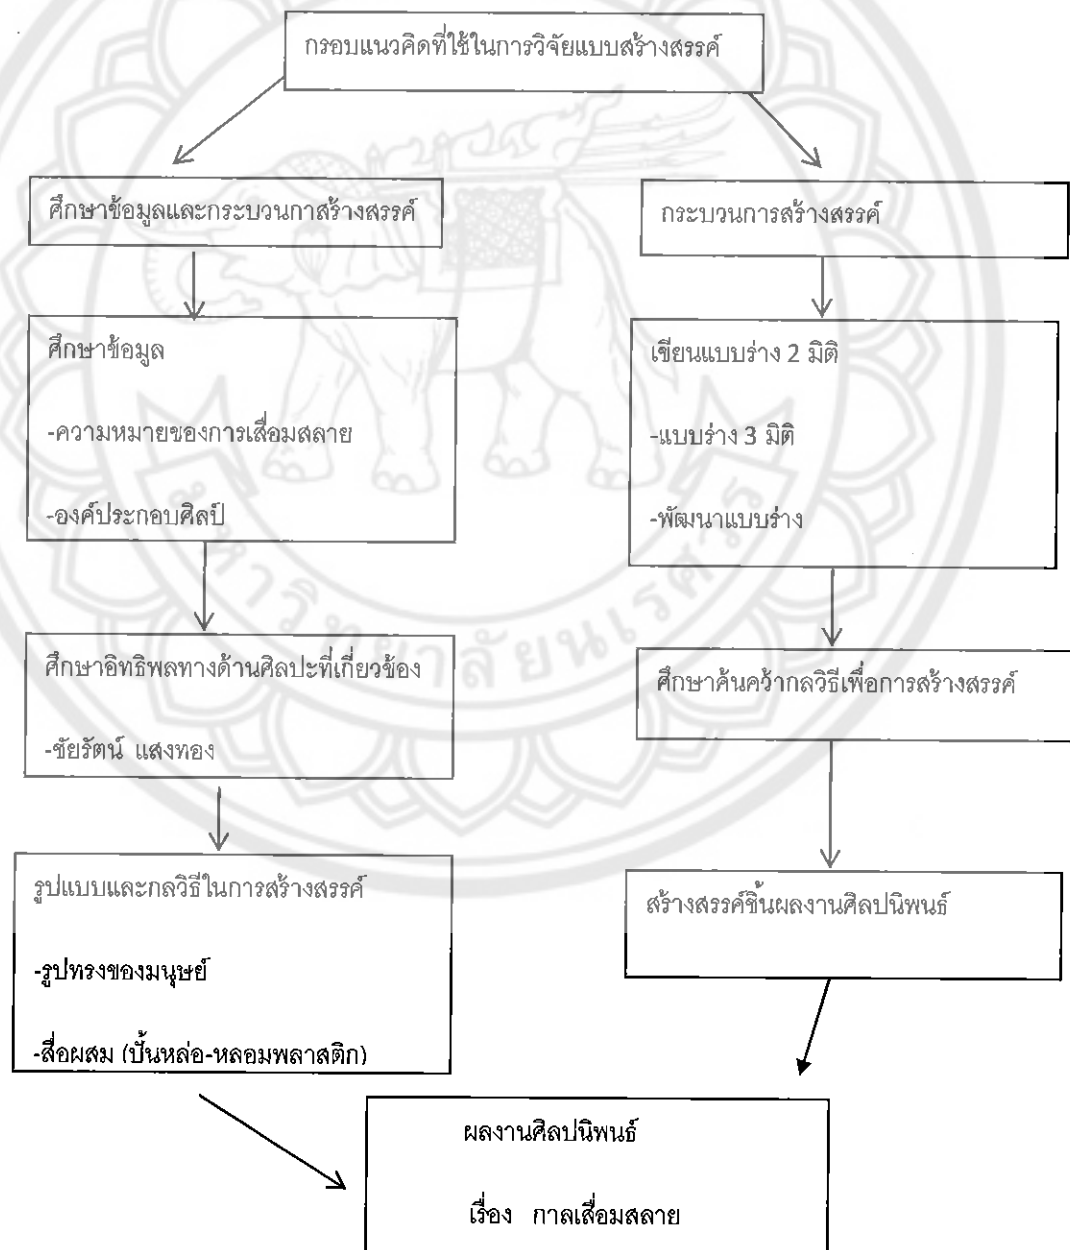 กรอบแนวคิดที่ใช้ในการวิจัยแบบสร้างสรรค์
ศึกษาข้อมูลและกระบวนกาสร้างสรรค์
กระบวนการสร้างสรรค์
ศึกษาข้อมูล
-ความหมายของการเสื่อมสลาย
-องค์ประกอบศิลป์
เขียนแบบร่าง 2 มิติ
-แบบร่าง 3 มิติ
-พัฒนาแบบร่าง
ศึกษาอิทธิพลทางด้านศิลปะที่เกี่ยวข้อง
-ชัยรัตน์ แสงทอง
ศึกษาค้นคว้ากลวิธีเพื่อการสร้างสรรค์
รูปแบบและกลวิธีในการสร้างสรรค์
-รูปทรงของมนุษย์
-สื่อผสม (ปั้นหล่อ-หลอมพลาสติก)
สร้างสรรค์ชิ้นผลงานศิลปนิพนธ์
ผลงานศิลปนิพนธ์
เรื่อง กาลเสื่อมสลาย
มหาวิทยาลัยนเรศวร